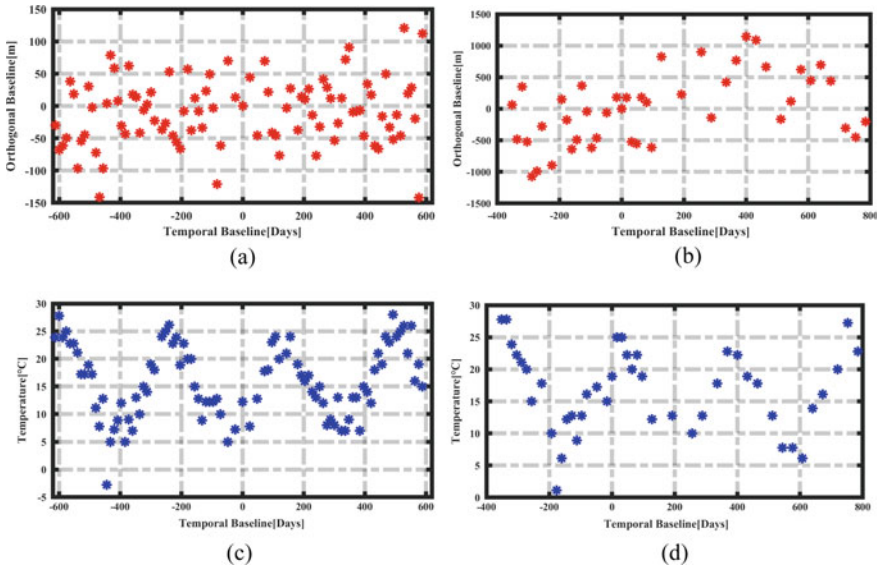 150
100
50
0
-50
-100
-150
Orthogonal Baseline[m]
-600 -400 -200 0 200 400 600
Temporal Baseline[Days]
(a)
1500
1000
500
0
-500
-1000
-1500
Orthogonal Baseline[m]
-400 -200 0 200 400 600 800
Temporal Baseline[Days]
(b)
30
25
20
15
10
5
0
-5
Temperature[°C]
-600 -400 -200 0 200 400 600
Temporal Baseline[Days]
(c)
30
25
20
15
10
5
0
Temperature[°C]
-400 -200 0 200 400 600 800
Temporal Baseline[Days]
(d)